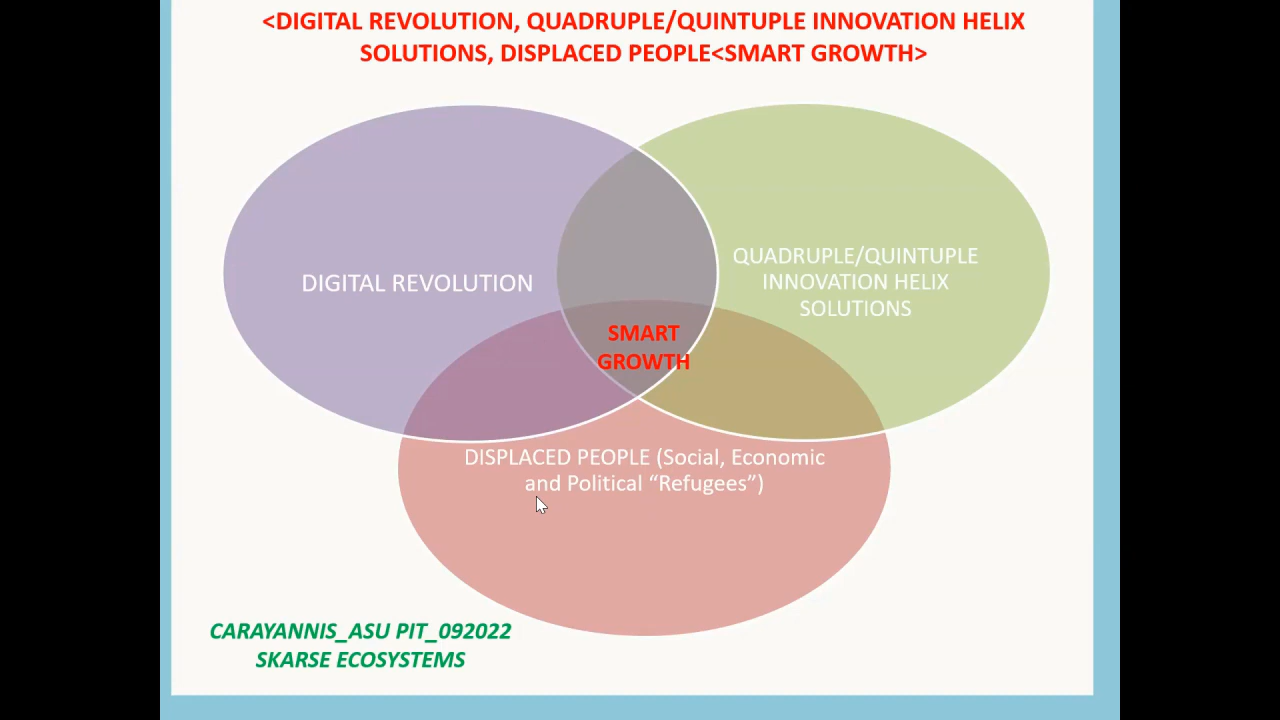 <DIGITAL REVOLUTION, QUADRUPLE/QUINTUPLE INNOVATION HELIX
SOLUTIONS, DISPLACED PEOPLE<SMART GROWTH>
DIGITAL REVOLUTION
QUADRUPLE/QUINTUPLE
INNOVATION HELIX
SOLUTIONS
SMART
GROWTH
DISPLACED PEOPLE (Social, Economic
and Political “Refugees”)
CARAYANNIS_ASU PIT_092022
SKARSE ECOSYSTEMS